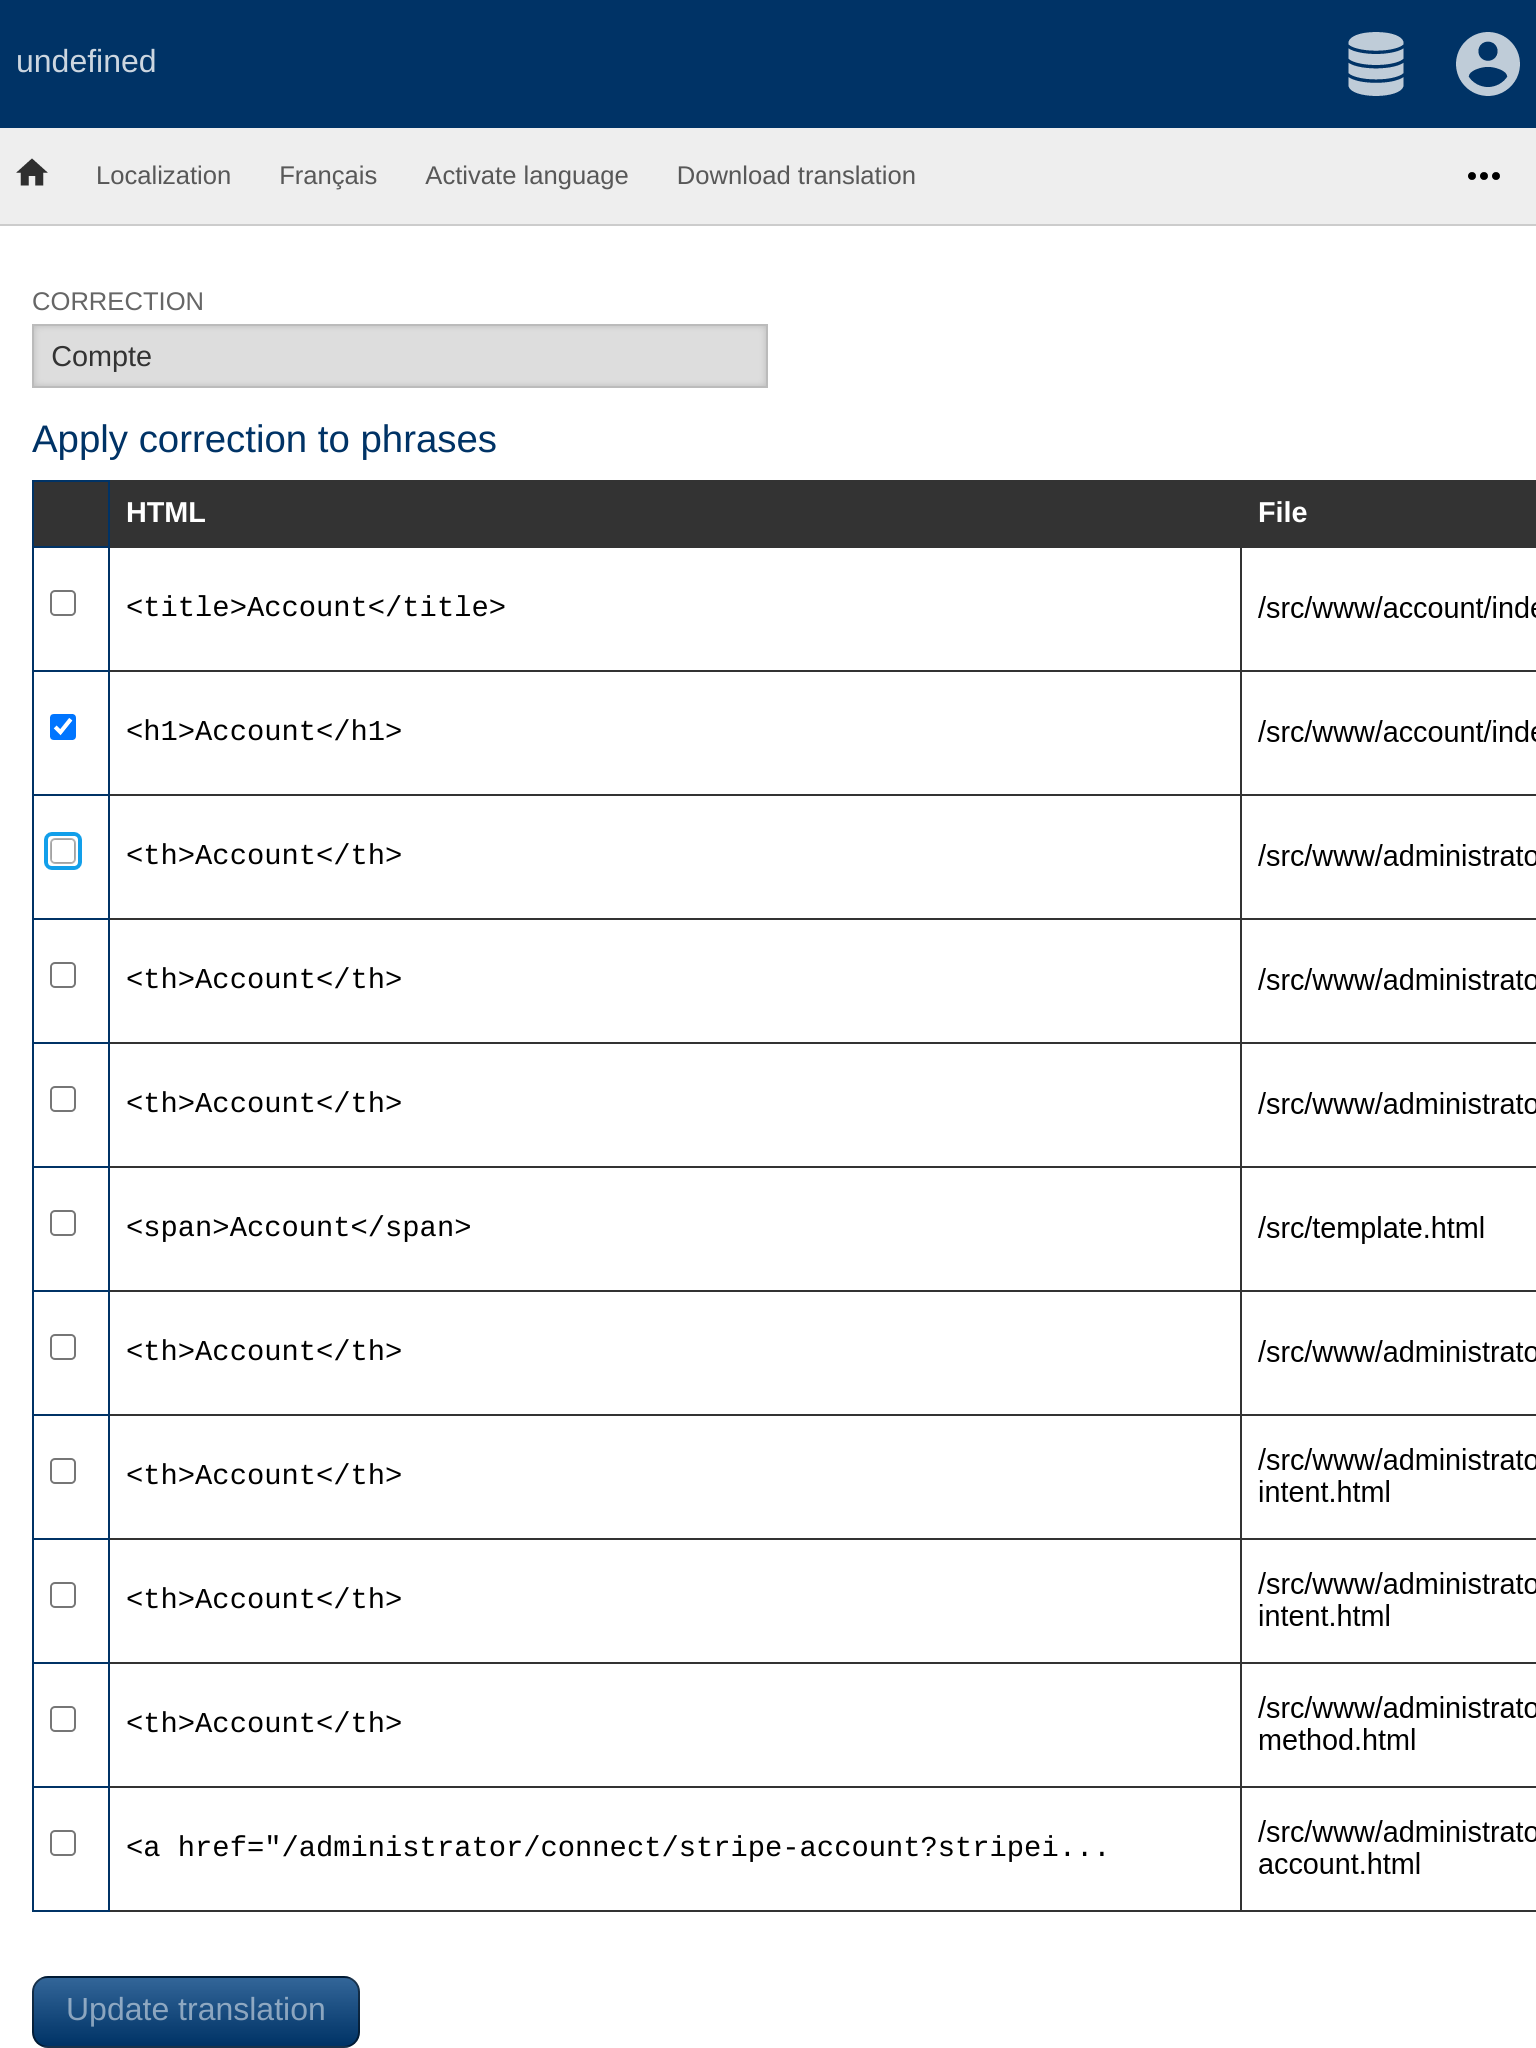 undefined
Localization Français Activate language Download translation
CORRECTION
Compte
Apply correction to phrases
HTML File
<title>Account</title> /src/www/account/inde
<h1>Account</h1> /src/www/account/inde
<th>Account</th> /src/www/administrato
<th>Account</th> /src/www/administrato
<th>Account</th> /src/www/administrato
<span>Account</span> /src/template.html
<th>Account</th> /src/www/administrato
<th>Account</th> /src/www/administrato
intent.html
<th>Account</th> /src/www/administrato
intent.html
<th>Account</th> /src/www/administrato
method.html
<a href="/administrator/connect/stripe-account?stripei... /src/www/administrato
account.html
Update translation